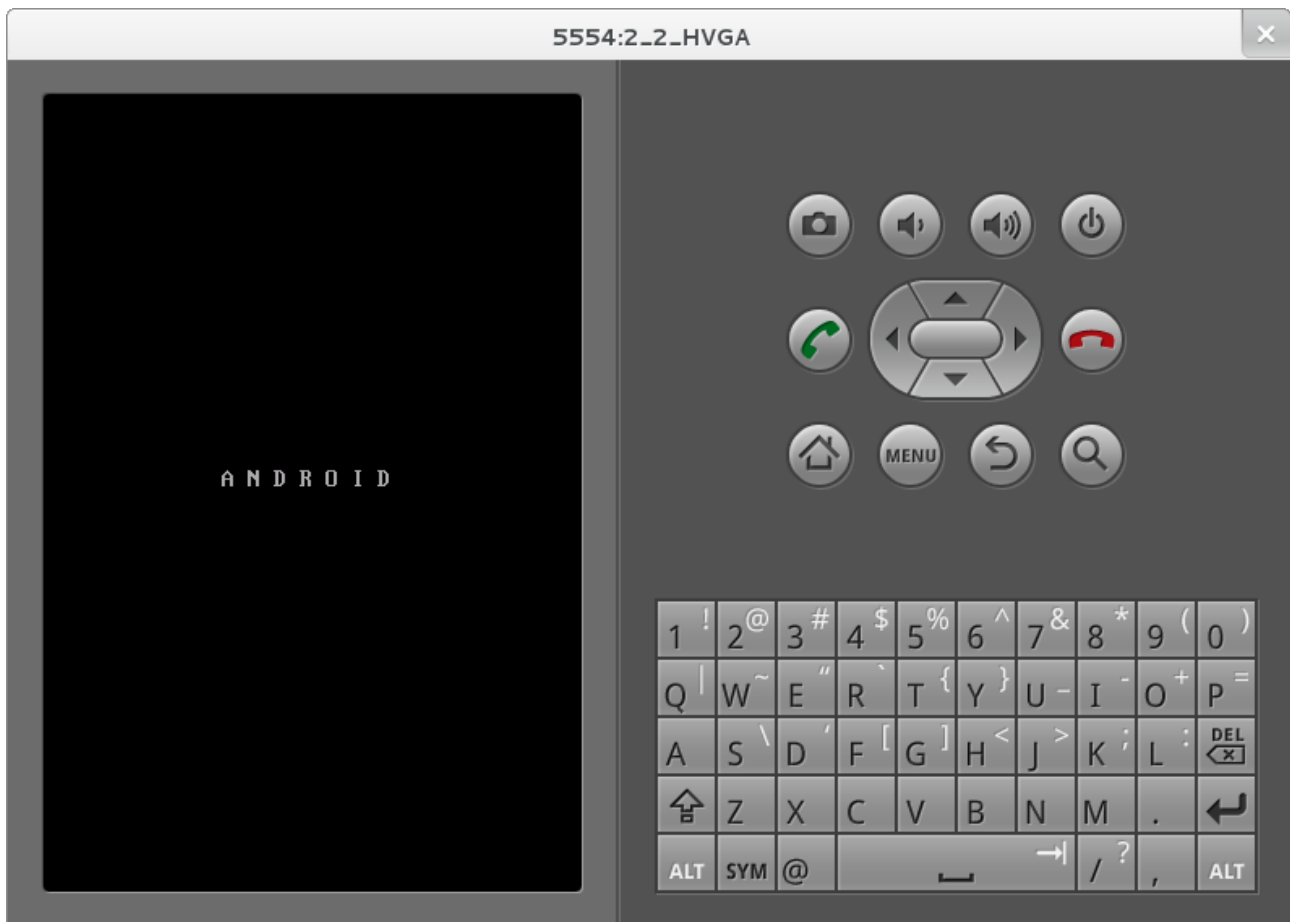 5554:2_2_HVGA
ANDROID
MENU
1 ! 2 @ 3 # 4 $ 5 % 6 ^ 7 & 8 * 9 ( 0 )
Q | W ~ E " R ` T { Y } U _ I - O + P =
A S \ D ' F [ G ] H < J > K ; L : DEL
Z X C V B N M .
ALT SYM @ / ? , ALT